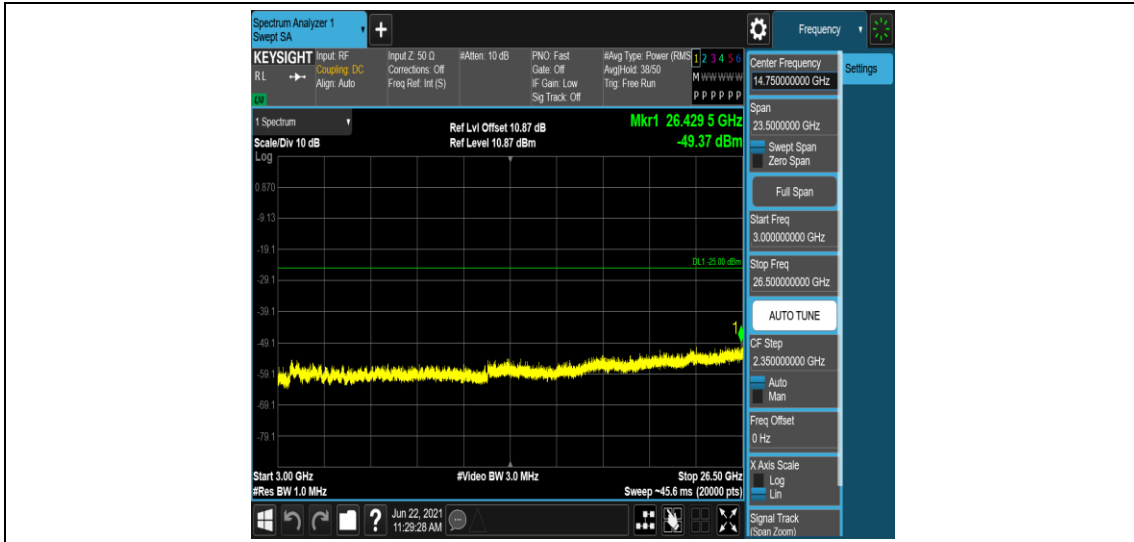 Spectrum Analyzer 1
Swept SA
+
Frequency
KEYSIGHT
RL
Input: RF
Coupling: DC
Align: Auto
Input Z: 50 Ω
Corrections: Off
Freq Ref: Int (S)
#Atten: 10 dB
PNO: Fast
Gate: Off
IF Gain: Low
Sig Track: Off
#Avg Type: Power (RMS
Avg|Hold: 38/50
Trig: Free Run
1 2 3 4 5 6
M W W W W W
P P P P P P
1 Spectrum
Scale/Div 10 dB
Log
Ref Lvl Offset 10.87 dB
Ref Level 10.87 dBm
Mkr1 26.429 5 GHz
-49.37 dBm
0.870
-9.13
-19.1
DL1 -25.00 dBm
-29.1
-39.1
1
-49.1
-59.1
-69.1
-79.1
Start 3.00 GHz
#Res BW 1.0 MHz
#Video BW 3.0 MHz
Stop 26.50 GHz
Sweep ~45.6 ms (20000 pts)
Center Frequency
14.750000000 GHz
Settings
Span
23.5000000 GHz
Swept Span
Zero Span
Full Span
Start Freq
3.000000000 GHz
Stop Freq
26.500000000 GHz
AUTO TUNE
CF Step
2.350000000 GHz
Auto
Man
Freq Offset
0 Hz
X Axis Scale
Log
Lin
Signal Track
(Span Zoom)
?
Jun 22, 2021
11:29:28 AM